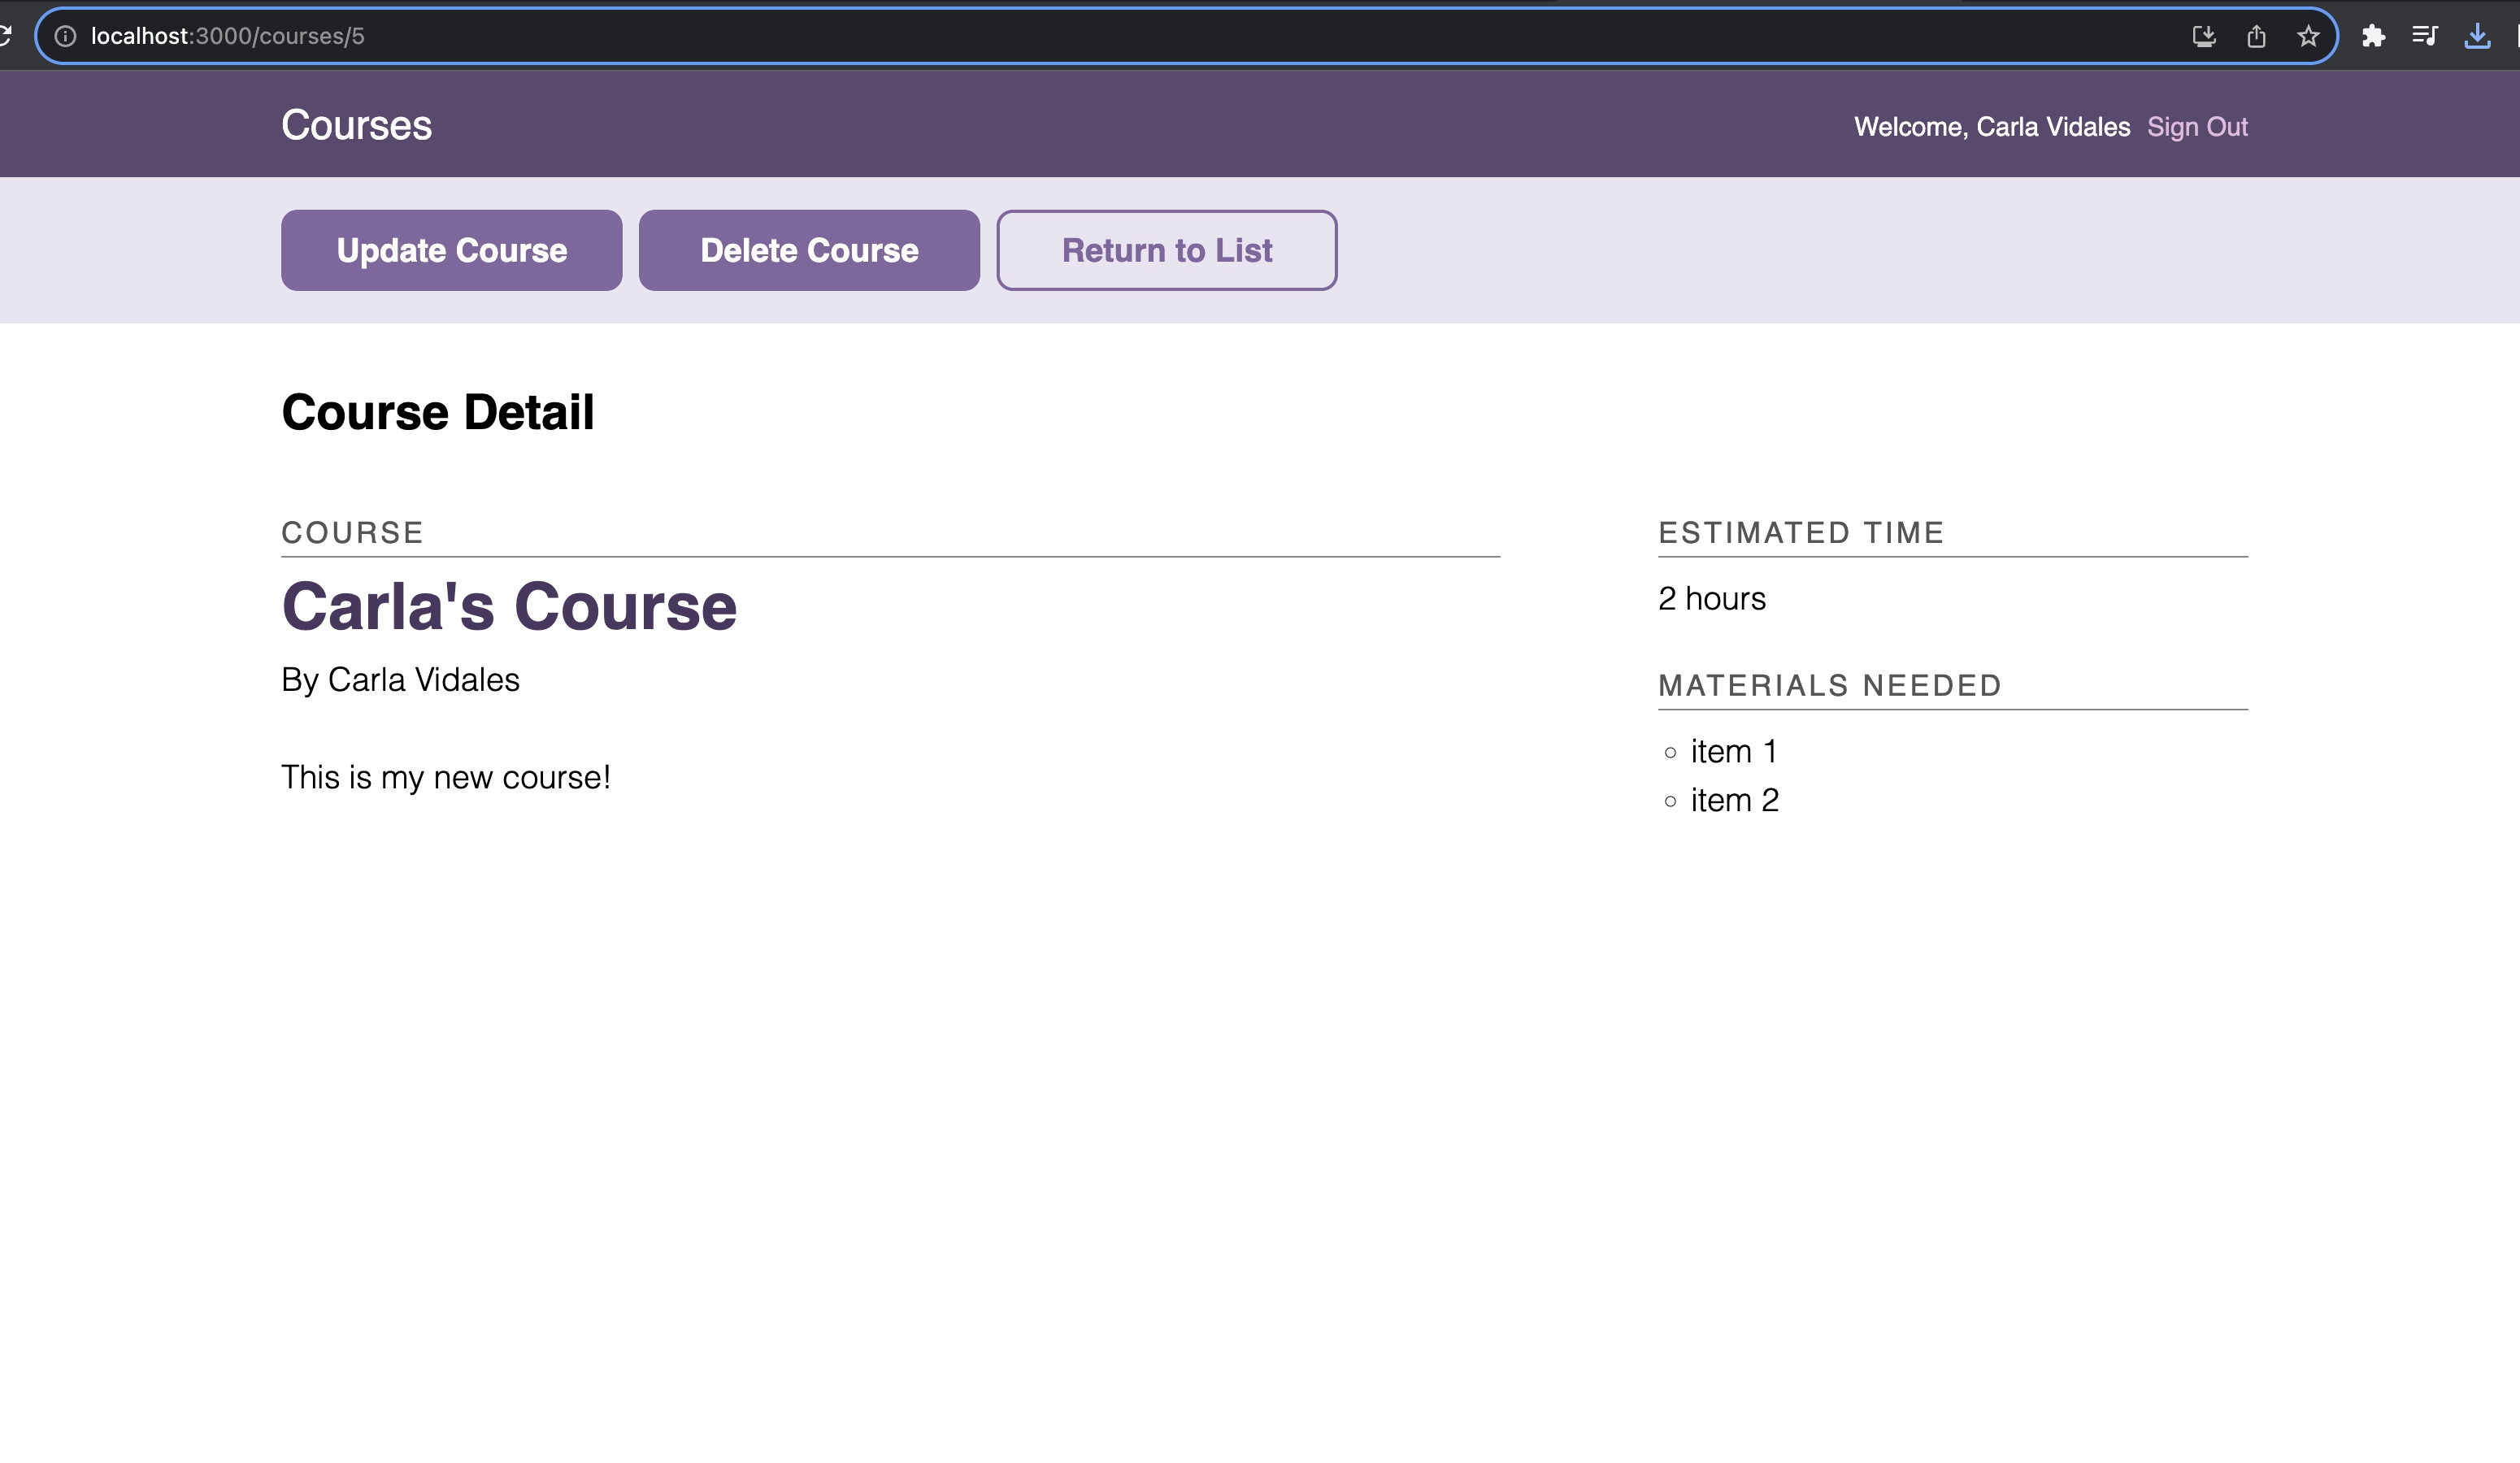 localhost:3000/courses/5
Courses
Welcome, Carla Vidales Sign Out
Update Course Delete Course Return to List
Course Detail
COURSE
Carla's Course
By Carla Vidales
This is my new course!
ESTIMATED TIME
2 hours
MATERIALS NEEDED
item 1
item 2